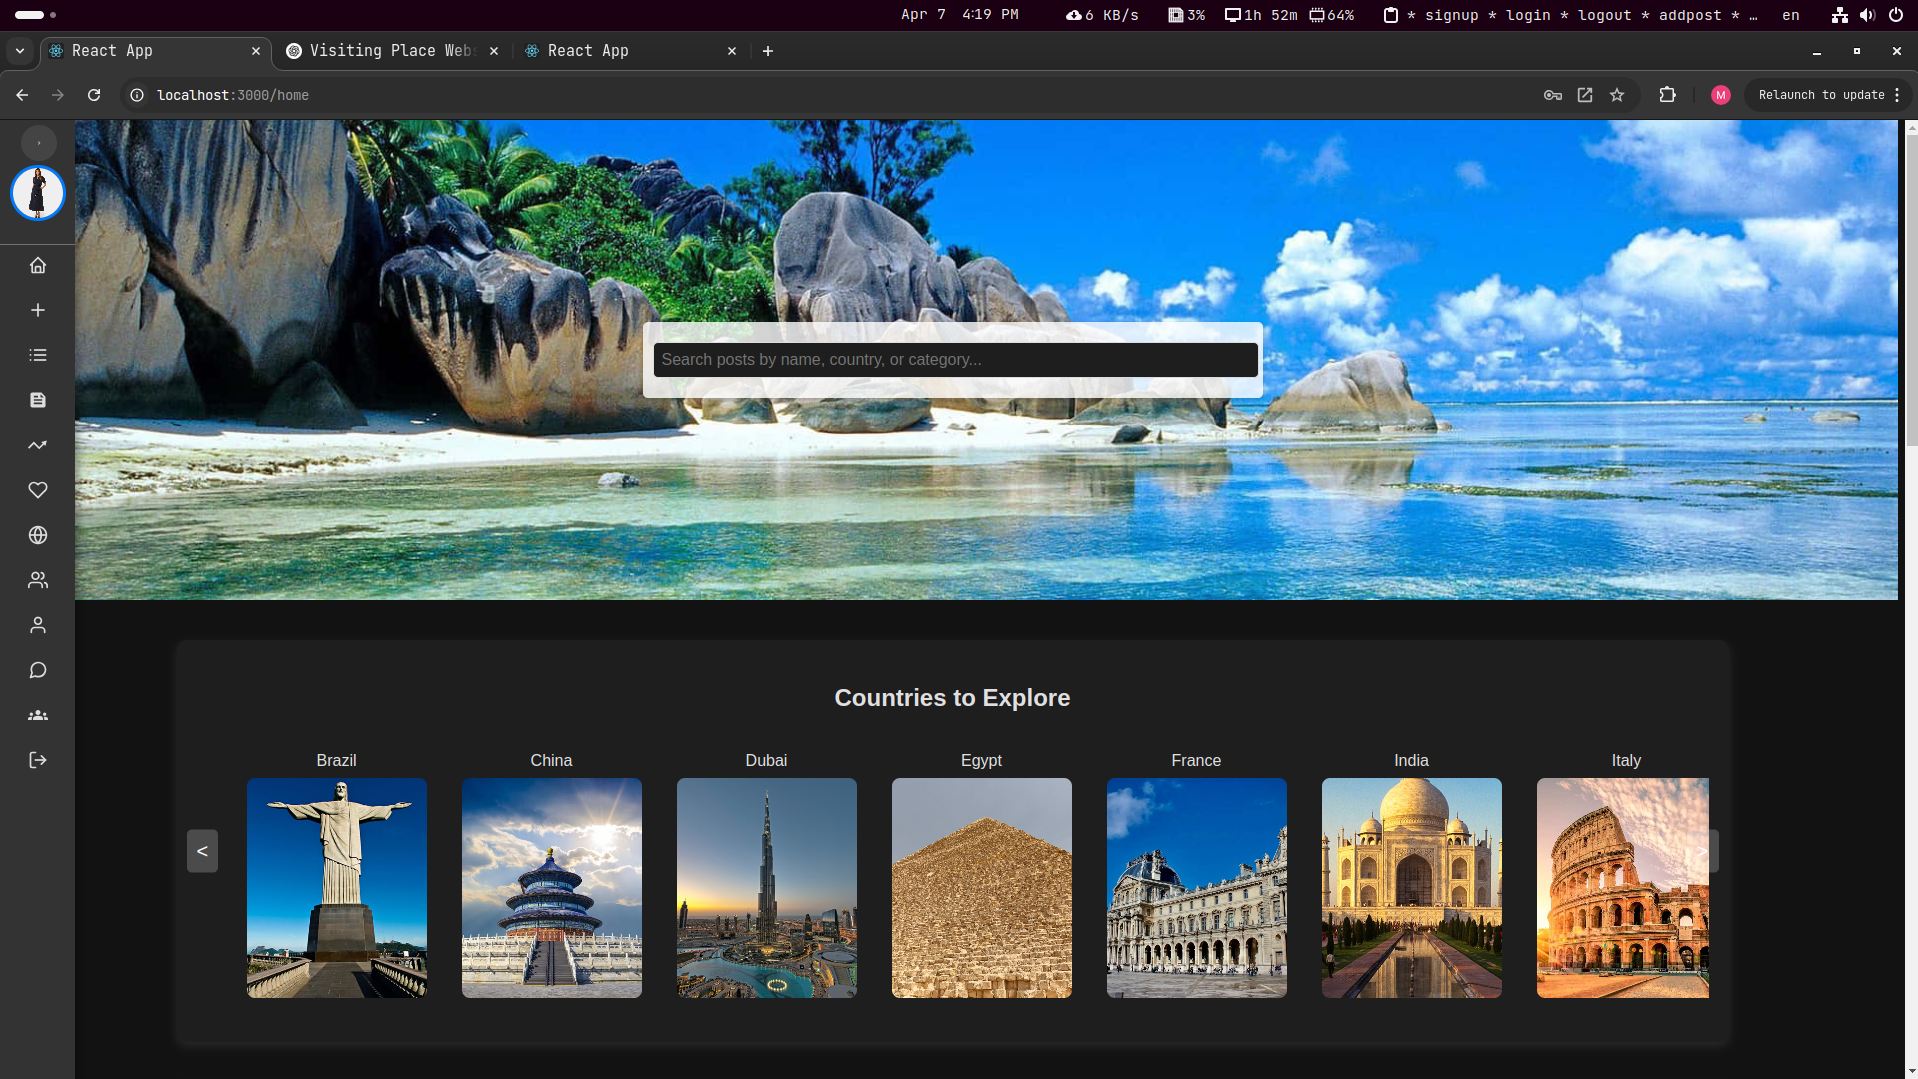 Apr 7 4:19 PM 6 KB/s 3% 1h 52m 64% * signup * login * logout * addpost * … en
React App Visiting Place Webs React App
localhost:3000/home Relaunch to update
M
Search posts by name, country, or category...
Countries to Explore
Brazil China Dubai Egypt France India Italy
< >